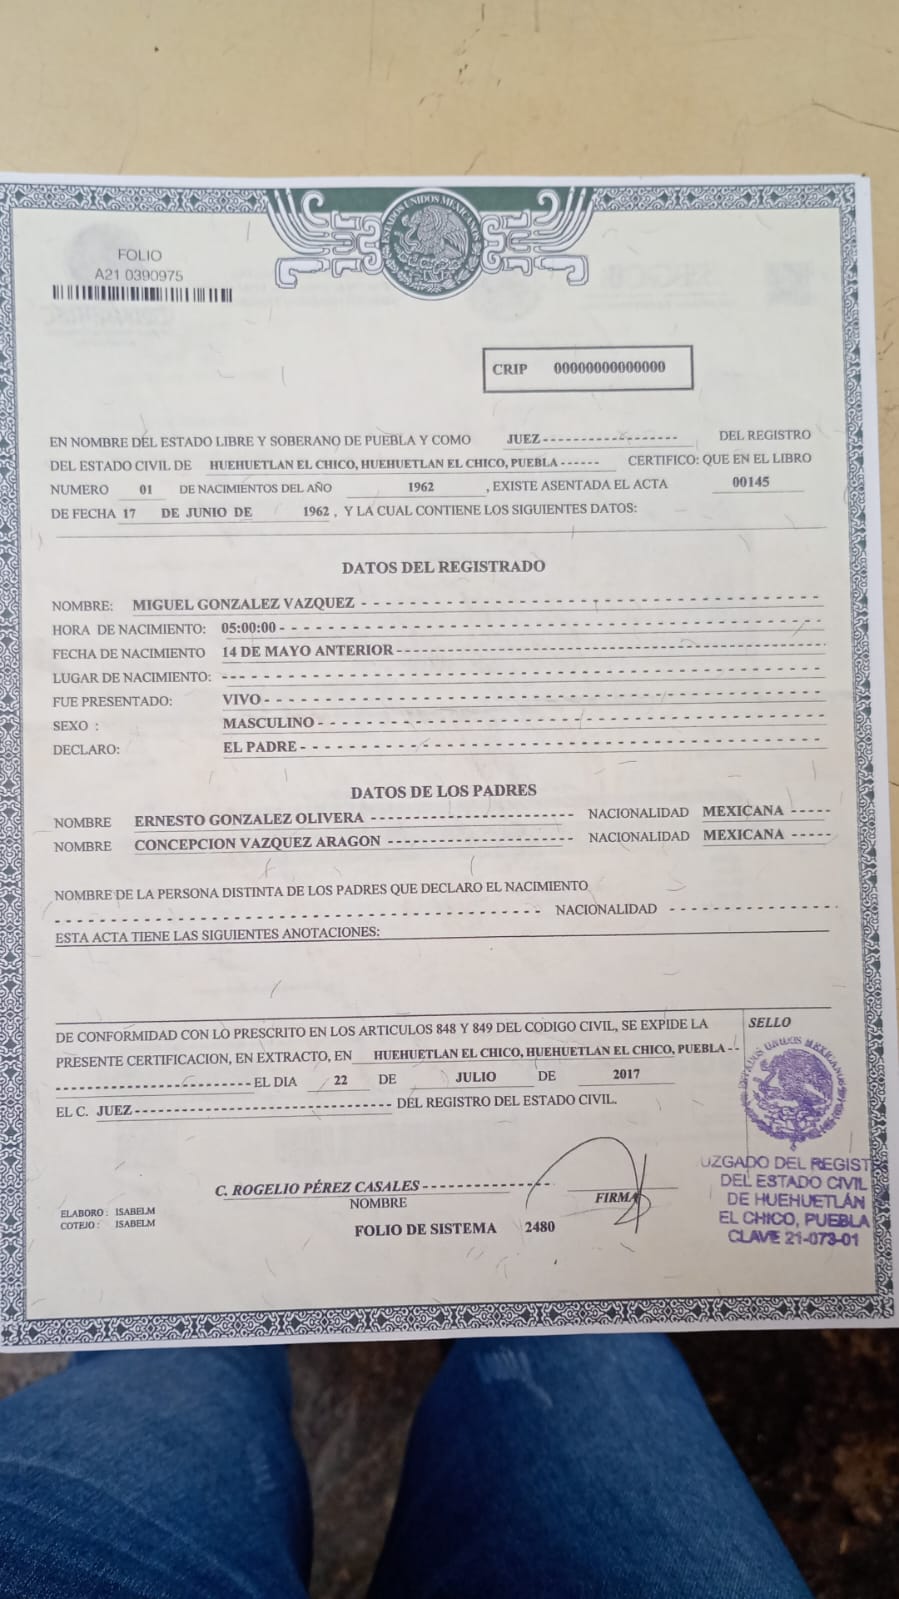 ESTADOS UNIDOS MEXICANOS
FOLIO
A21 0390975
CRIP 00000000000000
EN NOMBRE DEL ESTADO LIBRE Y SOBERANO DE PUEBLA Y COMO JUEZ------------------- DEL REGISTRO
DEL ESTADO CIVIL DE HUEHUETLAN EL CHICO, HUEHUETLAN EL CHICO, PUEBLA ------ CERTIFICO: QUE EN EL LIBRO
NUMERO 01 DE NACIMIENTOS DEL AÑO 1962 , EXISTE ASENTADA EL ACTA 00145
DE FECHA 17 DE JUNIO DE 1962 , Y LA CUAL CONTIENE LOS SIGUIENTES DATOS:
DATOS DEL REGISTRADO
NOMBRE: MIGUEL GONZALEZ VAZQUEZ - - - - - - - - - - - - - - - - - - - - - - - - - - - - - - - - - - - -
HORA DE NACIMIENTO: 05:00:00 - - - - - - - - - - - - - - - - - - - - - - - - - - - - - - - - - - - - - - - - - -
FECHA DE NACIMIENTO 14 DE MAYO ANTERIOR -------------------------------------------------------
LUGAR DE NACIMIENTO: - - - - - - - - - - - - - - - - - - - - - - - - - - - - - - - - - - - - - - - - - - - - - -
FUE PRESENTADO: VIVO - - - - - - - - - - - - - - - - - - - - - - - - - - - - - - - - - - - - - - - - - - -
SEXO : MASCULINO - - - - - - - - - - - - - - - - - - - - - - - - - - - - - - - - - - - - - - -
DECLARO: EL PADRE - - - - - - - - - - - - - - - - - - - - - - - - - - - - - - - - - - - - - - - -
DATOS DE LOS PADRES
NOMBRE ERNESTO GONZALEZ OLIVERA --------------------------- NACIONALIDAD MEXICANA -----
NOMBRE CONCEPCION VAZQUEZ ARAGON ------------------------- NACIONALIDAD MEXICANA -----
NOMBRE DE LA PERSONA DISTINTA DE LOS PADRES QUE DECLARO EL NACIMIENTO
- - - - - - - - - - - - - - - - - - - - - - - - - - - - - - - - - - - - - - - - - - NACIONALIDAD - - - - - - - - - - - - - -
ESTA ACTA TIENE LAS SIGUIENTES ANOTACIONES:
DE CONFORMIDAD CON LO PRESCRITO EN LOS ARTICULOS 848 Y 849 DEL CODIGO CIVIL, SE EXPIDE LA
PRESENTE CERTIFICACION, EN EXTRACTO, EN HUEHUETLAN EL CHICO, HUEHUETLAN EL CHICO, PUEBLA --
--------------------------- EL DIA 22 DE JULIO DE 2017
EL C. JUEZ ----------------------------------- DEL REGISTRO DEL ESTADO CIVIL.
SELLO
ESTADOS UNIDOS MEXICANOS
UZGADO DEL REGIST
DEL ESTADO CIVIL
DE HUEHUETLÁN
EL CHICO, PUEBLA
CLAVE 21-073-01
C. ROGELIO PÉREZ CASALES -----------------
NOMBRE
FIRMA
ELABORO : ISABELM
COTEJO : ISABELM
FOLIO DE SISTEMA 2480